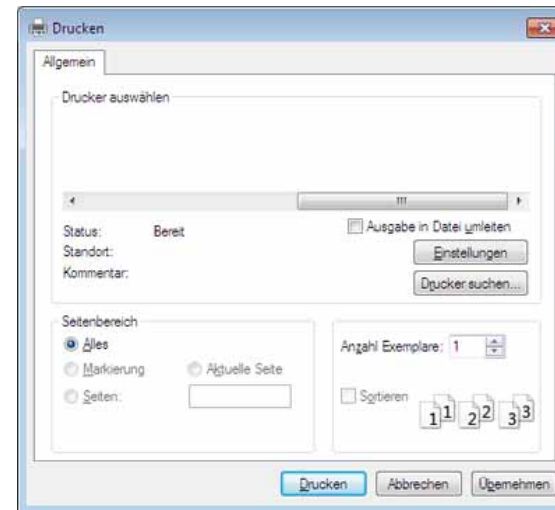 Drucken
Allgemein
Drucker auswählen
Status: Bereit
Ausgabe in Datei umleiten
Standort:
Einstellungen
Kommentar:
Drucker suchen...
Seitenbereich
Alles
Markierung
Aktuelle Seite
Seiten:
Anzahl Exemplare: 1
Sortieren
1 1 2 2 3 3
Drucken Abbrechen Übernehmen